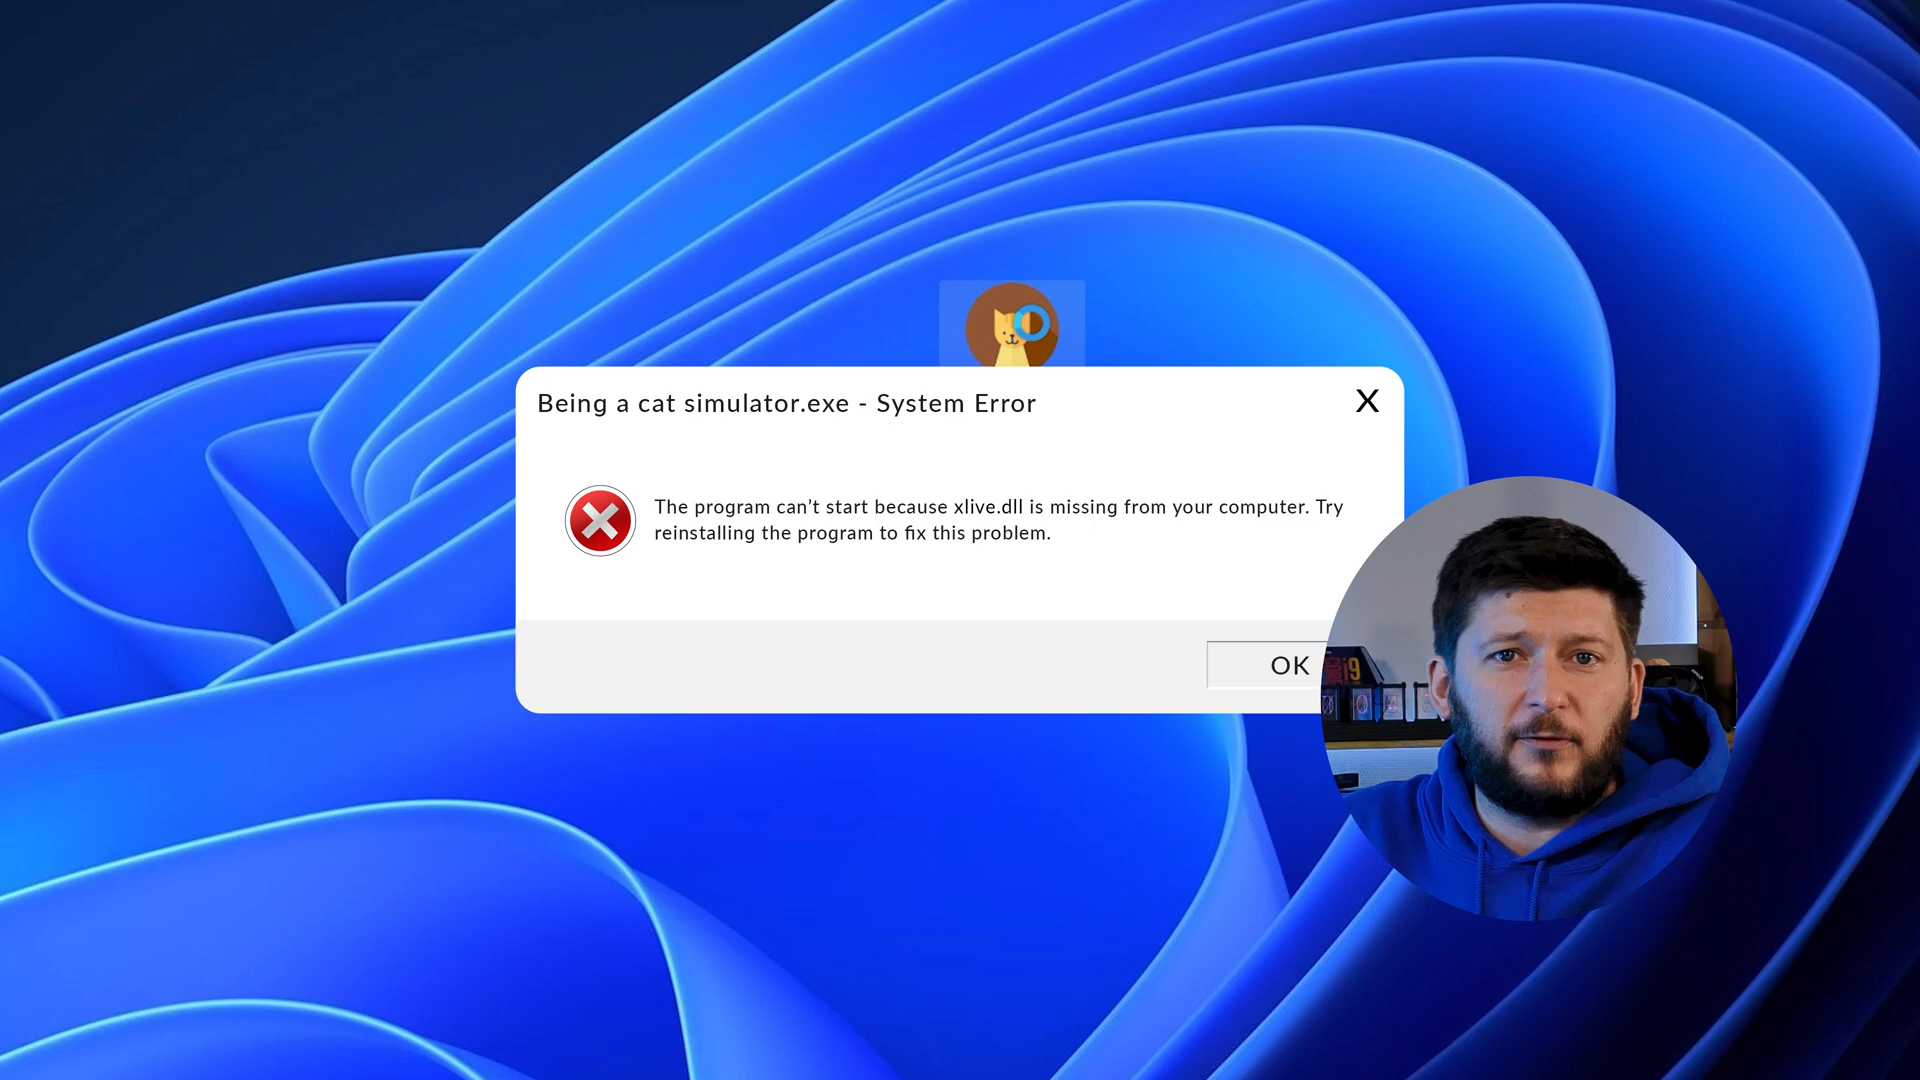 Being a cat simulator.exe - System Error
X
The program can’t start because xlive.dll is missing from your computer. Try
reinstalling the program to fix this problem.
OK
i9